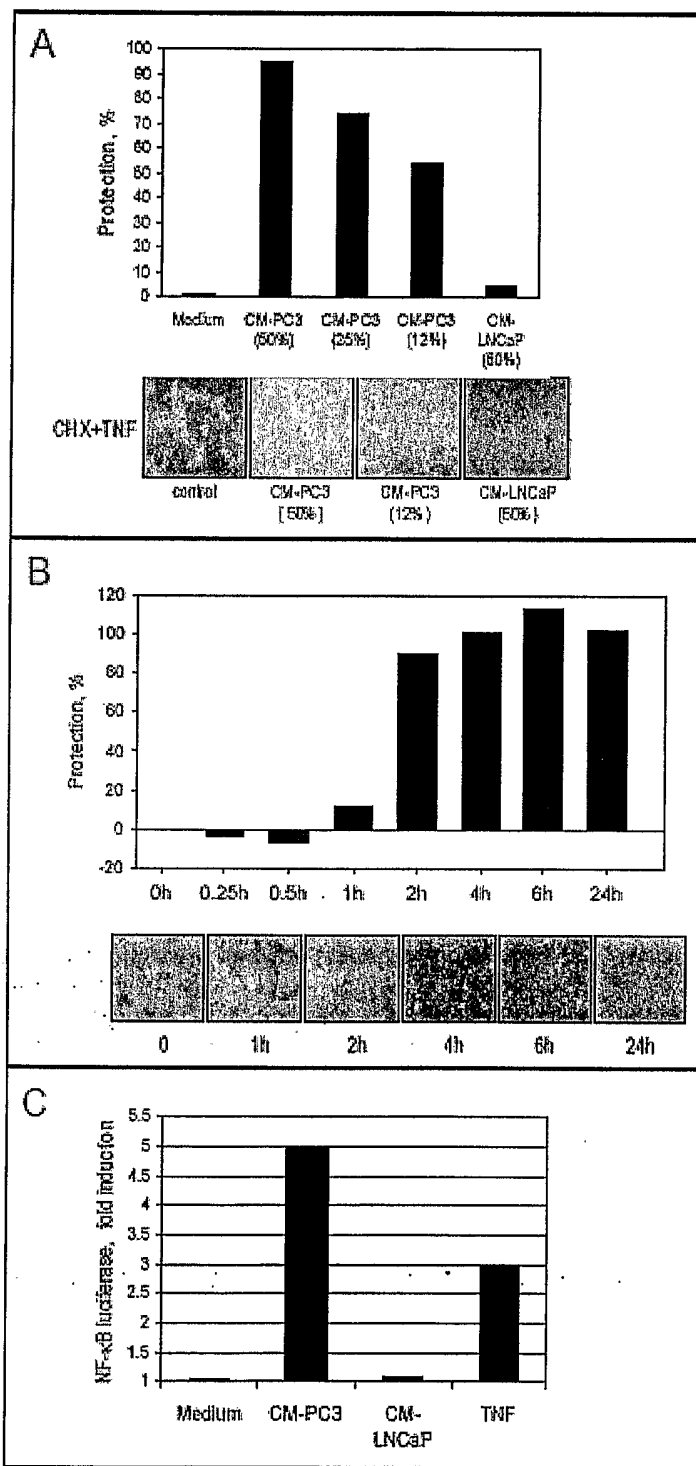 A
100
90
80
70
60
50
40
30
20
10
0
Protection, %
Medium
CM-PC3 (50%)
CM-PC3 (25%)
CM-PC3 (12%)
CM-LNCaP (50%)
CHX+TNF
control
CM-PC3 [50%]
CM-PC3 (12%)
CM-LNCaP (50%)
B
120
100
80
60
40
20
0
-20
Protection, %
0h 0.25h 0.5h 1h 2h 4h 6h 24h
0 1h 2h 4h 6h 24h
C
5.5
5
4.5
4
3.5
3
2.5
2
1.5
1
NF-κB luciferase, fold induction
Medium CM-PC3 CM-LNCaP TNF